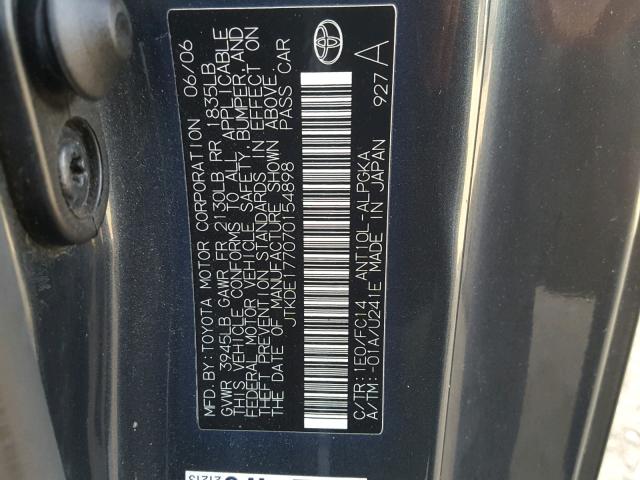 MFD.BY:TOYOTA MOTOR CORPORATION 06/06
GVWR 3945LB GAWR FR 2130LB RR 1835LB
THIS VEHICLE CONFORMS TO ALL APPLICABLE
FEDERAL MOTOR VEHICLE SAFETY, BUMPER, AND
THEFT PREVENTION STANDARDS IN EFFECT ON
THE DATE OF MANUFACTURE SHOWN ABOVE.
JTKDE177070154898 PASS CAR
C/TR:1E0/FC14 ANT10L-ALPGKA
A/TM:-01A/U241E MADE IN JAPAN
927 A
21213